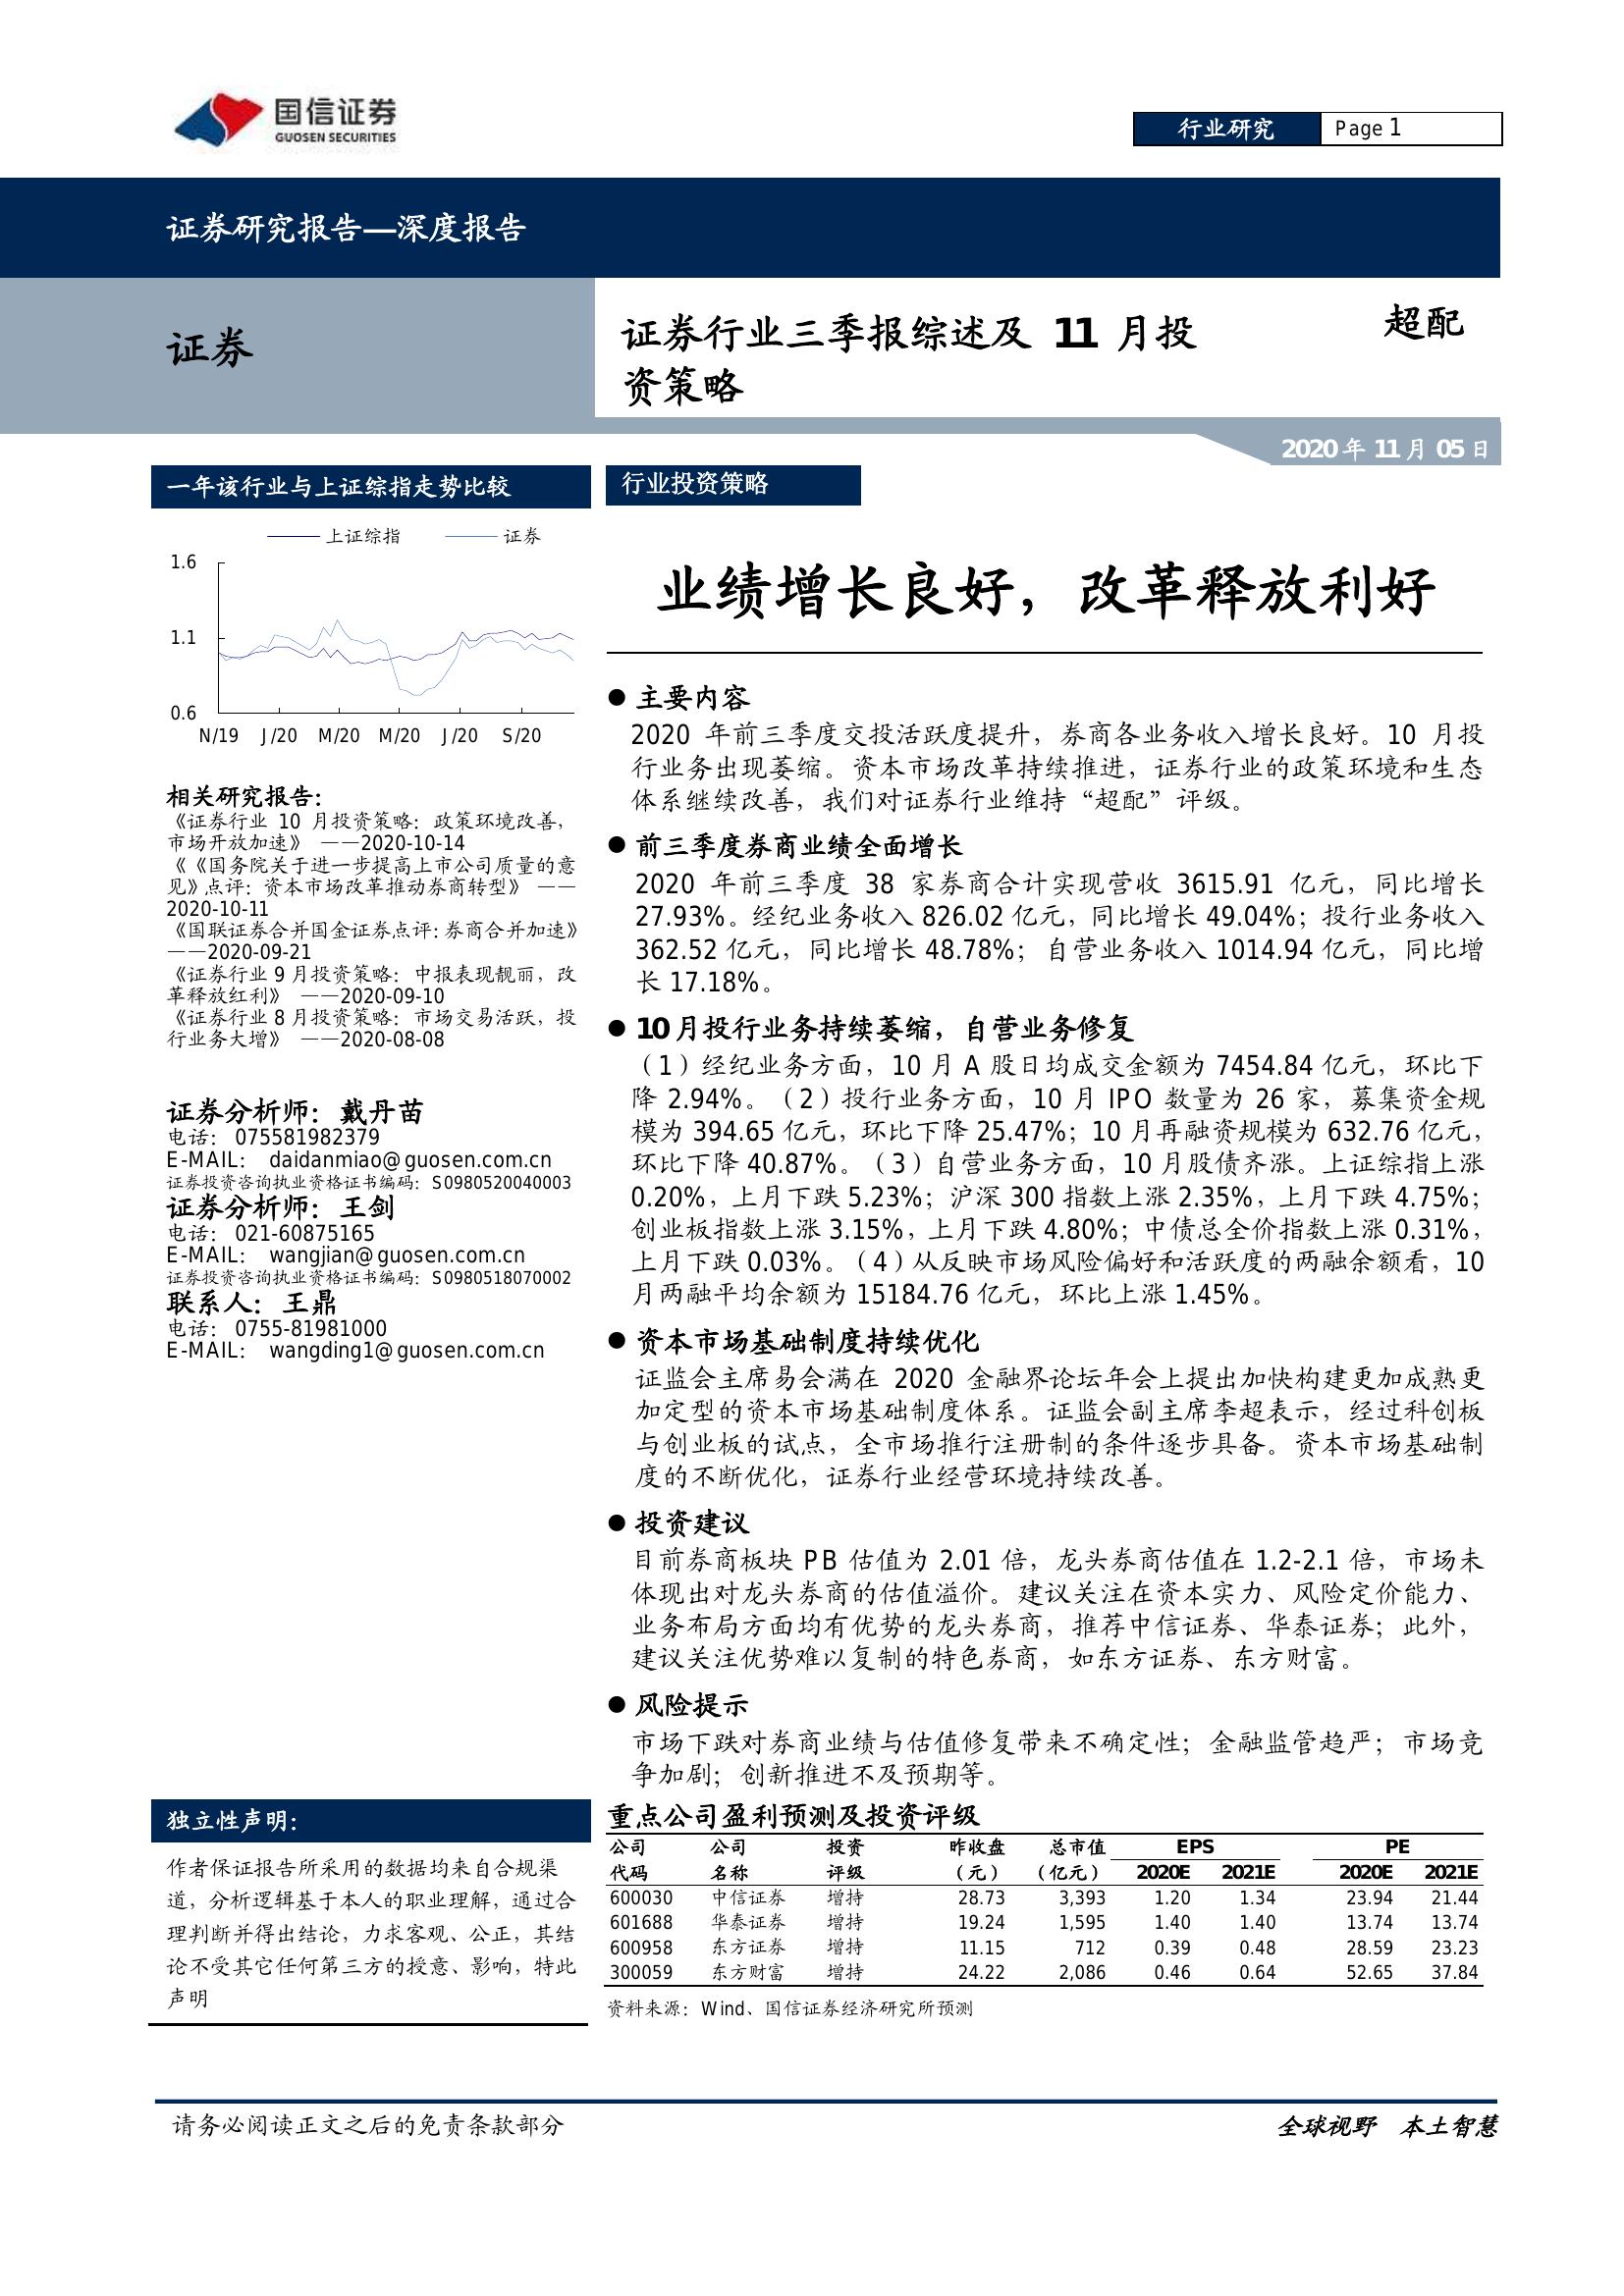 国信证券
GUOSEN SECURITIES
行业研究 Page 1
证券研究报告—深度报告
证券
证券行业三季报综述及 11 月投
资策略
超配
2020 年 11 月 05 日
一年该行业与上证综指走势比较
上证综指 证券
1.6
1.1
0.6
N/19 J/20 M/20 M/20 J/20 S/20
相关研究报告:
《证券行业 10 月投资策略：政策环境改善，
市场开放加速》 ——2020-10-14
《《国务院关于进一步提高上市公司质量的意
见》点评：资本市场改革推动券商转型》 ——
2020-10-11
《国联证券合并国金证券点评:券商合并加速》
——2020-09-21
《证券行业 9 月投资策略：中报表现靓丽，改
革释放红利》 ——2020-09-10
《证券行业 8 月投资策略：市场交易活跃，投
行业务大增》 ——2020-08-08
证券分析师：戴丹苗
电话： 075581982379
E-MAIL： daidanmiao@guosen.com.cn
证券投资咨询执业资格证书编码：S0980520040003
证券分析师：王剑
电话： 021-60875165
E-MAIL： wangjian@guosen.com.cn
证券投资咨询执业资格证书编码：S0980518070002
联系人：王鼎
电话： 0755-81981000
E-MAIL： wangding1@guosen.com.cn
独立性声明:
作者保证报告所采用的数据均来自合规渠
道，分析逻辑基于本人的职业理解，通过合
理判断并得出结论，力求客观、公正，其结
论不受其它任何第三方的授意、影响，特此
声明
行业投资策略
业绩增长良好，改革释放利好
● 主要内容
2020 年前三季度交投活跃度提升，券商各业务收入增长良好。10 月投
行业务出现萎缩。资本市场改革持续推进，证券行业的政策环境和生态
体系继续改善，我们对证券行业维持“超配”评级。
● 前三季度券商业绩全面增长
2020 年前三季度 38 家券商合计实现营收 3615.91 亿元，同比增长
27.93%。经纪业务收入 826.02 亿元，同比增长 49.04%；投行业务收入
362.52 亿元，同比增长 48.78%；自营业务收入 1014.94 亿元，同比增
长 17.18%。
● 10 月投行业务持续萎缩，自营业务修复
（1）经纪业务方面，10 月 A 股日均成交金额为 7454.84 亿元，环比下
降 2.94%。（2）投行业务方面，10 月 IPO 数量为 26 家，募集资金规
模为 394.65 亿元，环比下降 25.47%；10 月再融资规模为 632.76 亿元，
环比下降 40.87%。（3）自营业务方面，10 月股债齐涨。上证综指上涨
0.20%，上月下跌 5.23%；沪深 300 指数上涨 2.35%，上月下跌 4.75%；
创业板指数上涨 3.15%，上月下跌 4.80%；中债总全价指数上涨 0.31%，
上月下跌 0.03%。（4）从反映市场风险偏好和活跃度的两融余额看，10
月两融平均余额为 15184.76 亿元，环比上涨 1.45%。
● 资本市场基础制度持续优化
证监会主席易会满在 2020 金融界论坛年会上提出加快构建更加成熟更
加定型的资本市场基础制度体系。证监会副主席李超表示，经过科创板
与创业板的试点，全市场推行注册制的条件逐步具备。资本市场基础制
度的不断优化，证券行业经营环境持续改善。
● 投资建议
目前券商板块 PB 估值为 2.01 倍，龙头券商估值在 1.2-2.1 倍，市场未
体现出对龙头券商的估值溢价。建议关注在资本实力、风险定价能力、
业务布局方面均有优势的龙头券商，推荐中信证券、华泰证券；此外，
建议关注优势难以复制的特色券商，如东方证券、东方财富。
● 风险提示
市场下跌对券商业绩与估值修复带来不确定性；金融监管趋严；市场竞
争加剧；创新推进不及预期等。
重点公司盈利预测及投资评级
公司 公司 投资 昨收盘 总市值 EPS PE
代码 名称 评级 （元） （亿元） 2020E 2021E 2020E 2021E
600030 中信证券 增持 28.73 3,393 1.20 1.34 23.94 21.44
601688 华泰证券 增持 19.24 1,595 1.40 1.40 13.74 13.74
600958 东方证券 增持 11.15 712 0.39 0.48 28.59 23.23
300059 东方财富 增持 24.22 2,086 0.46 0.64 52.65 37.84
资料来源：Wind、国信证券经济研究所预测
请务必阅读正文之后的免责条款部分
全球视野 本土智慧